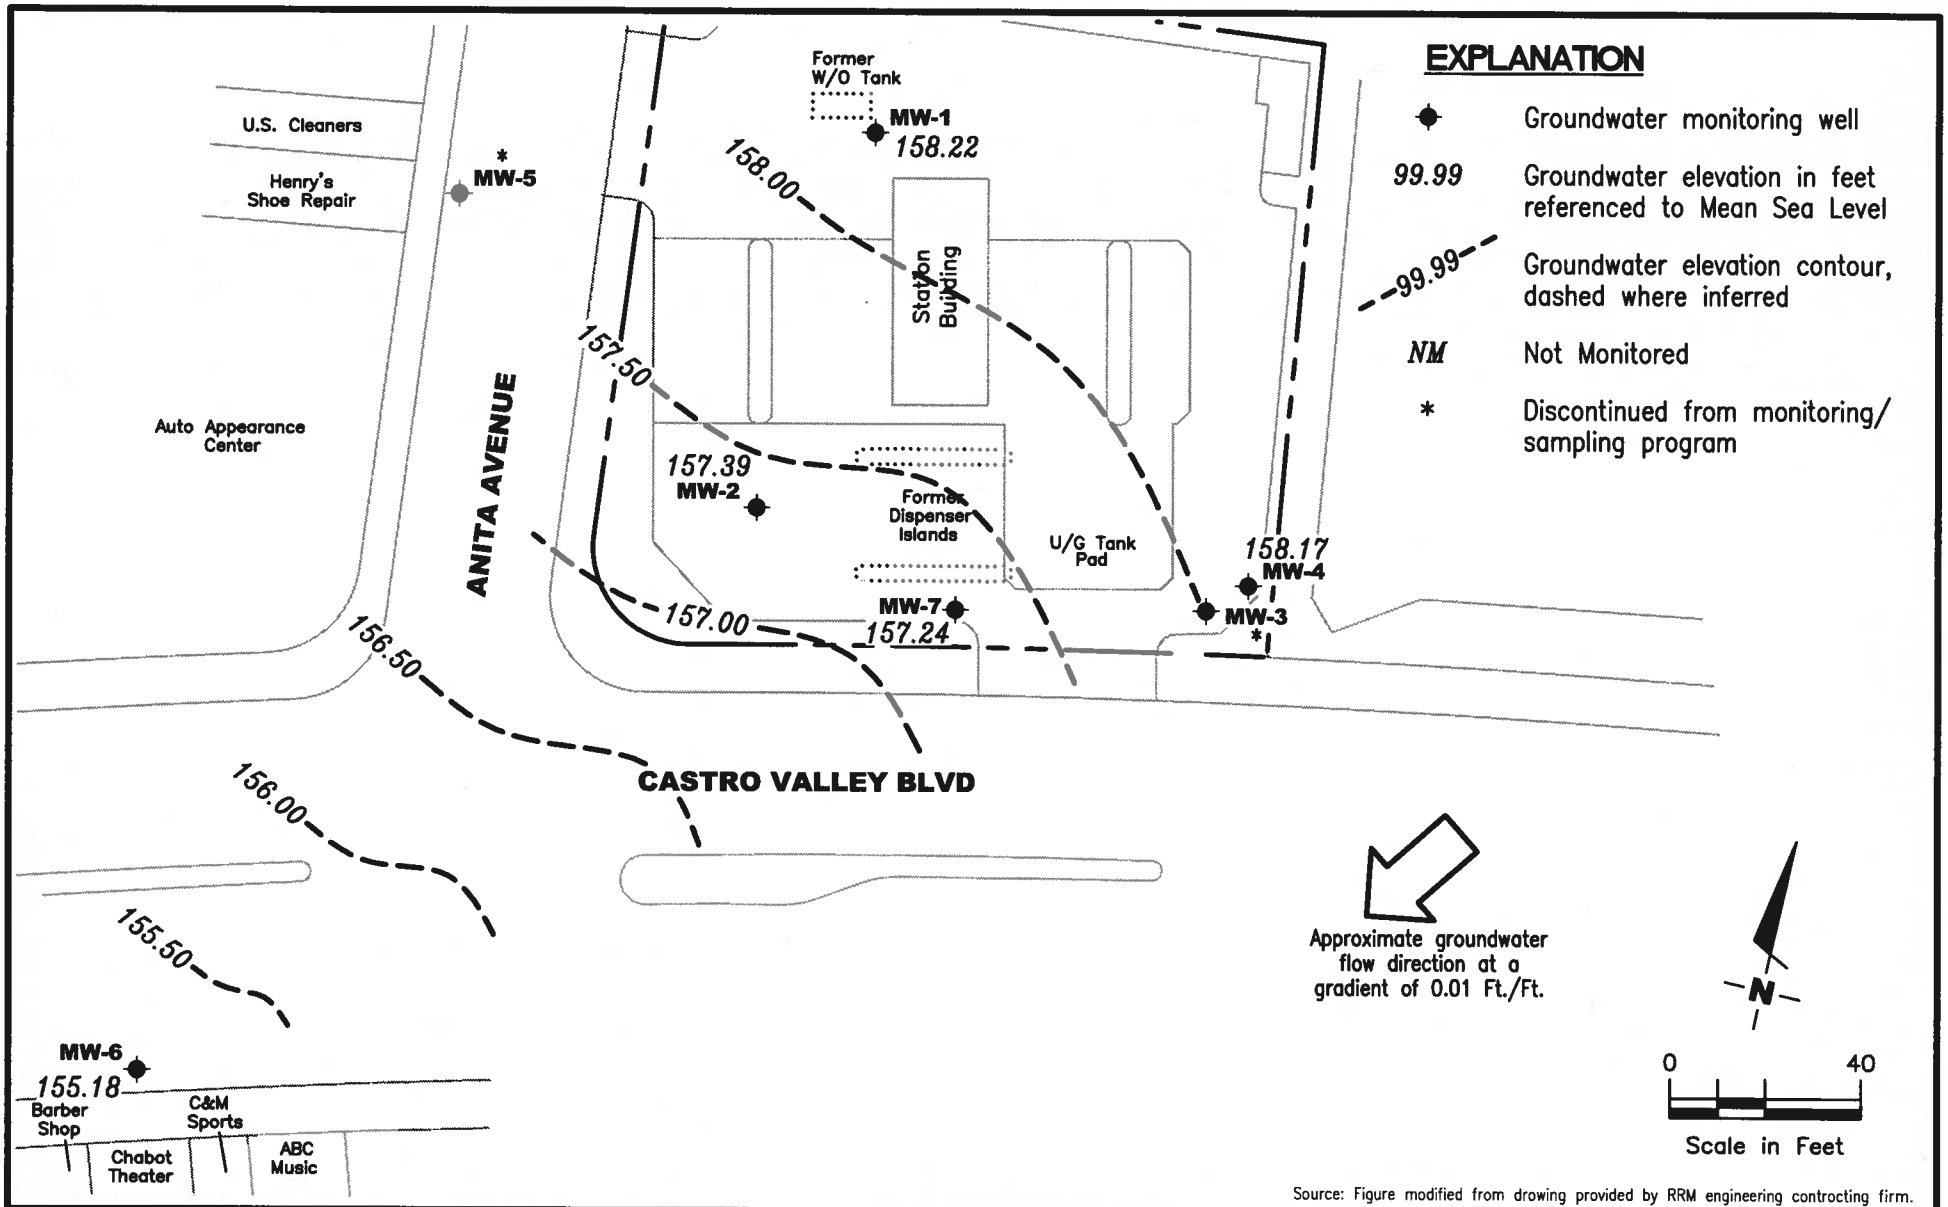 Former
W/O Tank
MW-1
158.22
U.S. Cleaners
*
MW-5
Henry's
Shoe Repair
158.00
Station
Building
157.50
ANITA AVENUE
Auto Appearance
Center
157.39
MW-2
Former
Dispenser
Islands
U/G Tank
Pad
158.17
MW-4
MW-3
*
MW-7
157.24
157.00
156.50
CASTRO VALLEY BLVD
156.00
155.50
MW-6
155.18
Barber
Shop
C&M
Sports
Chabot
Theater
ABC
Music
EXPLANATION
Groundwater monitoring well
99.99 Groundwater elevation in feet
referenced to Mean Sea Level
99.99 Groundwater elevation contour,
dashed where inferred
NM Not Monitored
* Discontinued from monitoring/
sampling program
Approximate groundwater
flow direction at a
gradient of 0.01 Ft./Ft.
N
0 40
Scale in Feet
Source: Figure modified from drowing provided by RRM engineering controcting firm.